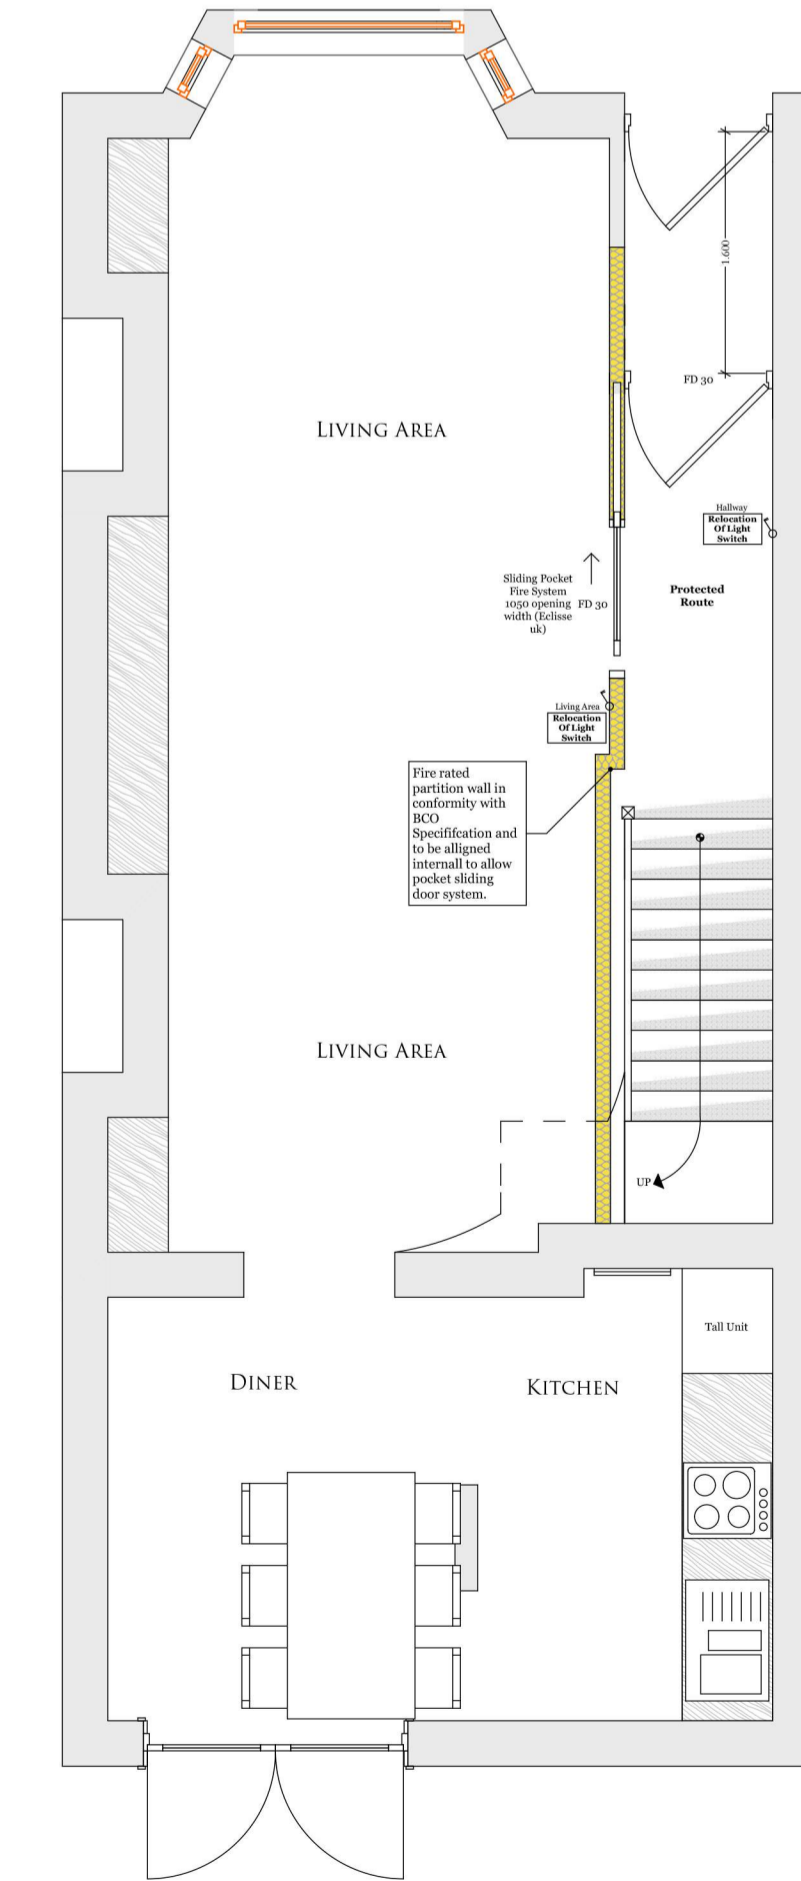 1.600
FD 30
LIVING AREA
Hallway
Relocation
Of Light
Switch
Sliding Pocket
Fire System
1050 opening
width (Eclisse
uk)
FD 30
Protected
Route
Living Area
Relocation
Of Light
Switch
Fire rated
partition wall in
conformity with
BCO
Specififcation and
to be alligned
internall to allow
pocket sliding
door system.
LIVING AREA
UP
Tall Unit
DINER
KITCHEN